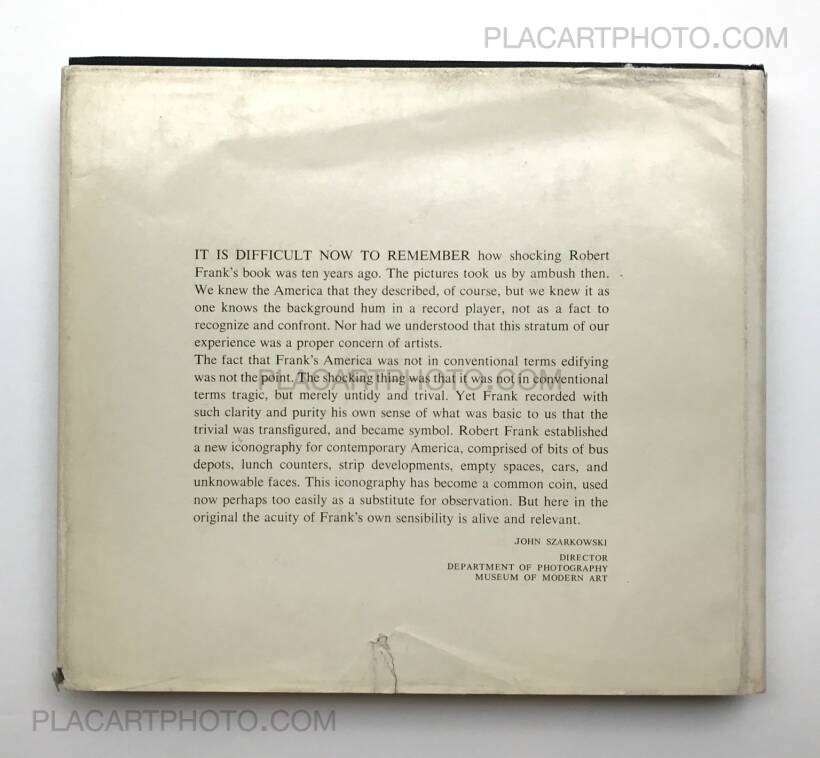 PLACARTPHOTO.COM
IT IS DIFFICULT NOW TO REMEMBER how shocking Robert
Frank's book was ten years ago. The pictures took us by ambush then.
We knew the America that they described, of course, but we knew it as
one knows the background hum in a record player, not as a fact to
recognize and confront. Nor had we understood that this stratum of our
experience was a proper concern of artists.
The fact that Frank's America was not in conventional terms edifying
was not the point. The shocking thing was that it was not in conventional
PLACARTPHOTO.COM
terms tragic, but merely untidy and trival. Yet Frank recorded with
such clarity and purity his own sense of what was basic to us that the
trivial was transfigured, and became symbol. Robert Frank established
a new iconography for contemporary America, comprised of bits of bus
depots, lunch counters, strip developments, empty spaces, cars, and
unknowable faces. This iconography has become a common coin, used
now perhaps too easily as a substitute for observation. But here in the
original the acuity of Frank's own sensibility is alive and relevant.
JOHN SZARKOWSKI
DIRECTOR
DEPARTMENT OF PHOTOGRAPHY
MUSEUM OF MODERN ART
PLACARTPHOTO.COM